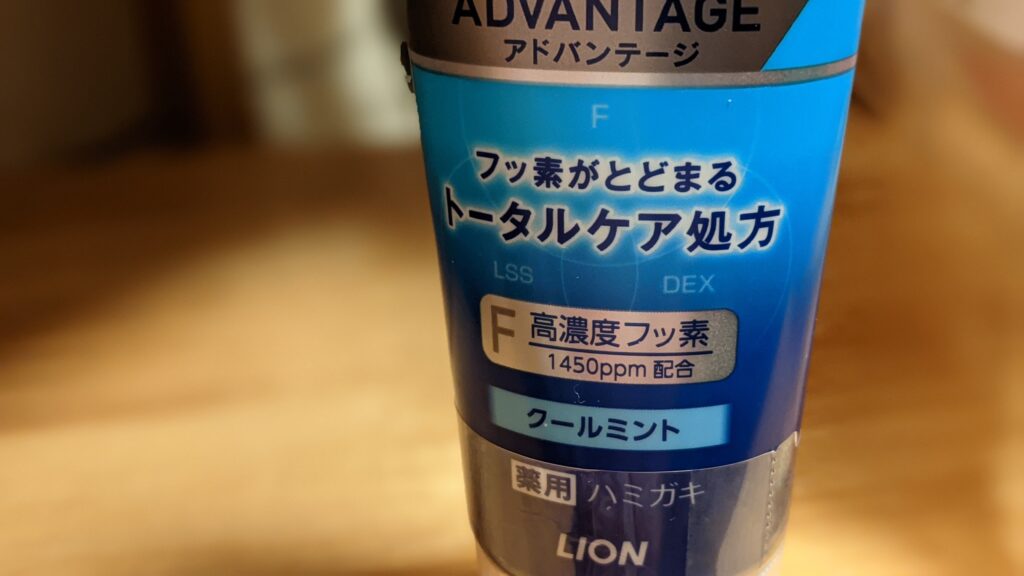 ADVANTAGE
アドバンテージ
F
フッ素がとどまる
トータルケア処方
LSS
DEX
F 高濃度フッ素
1450ppm 配合
クールミント
薬用 ハミガキ
LION